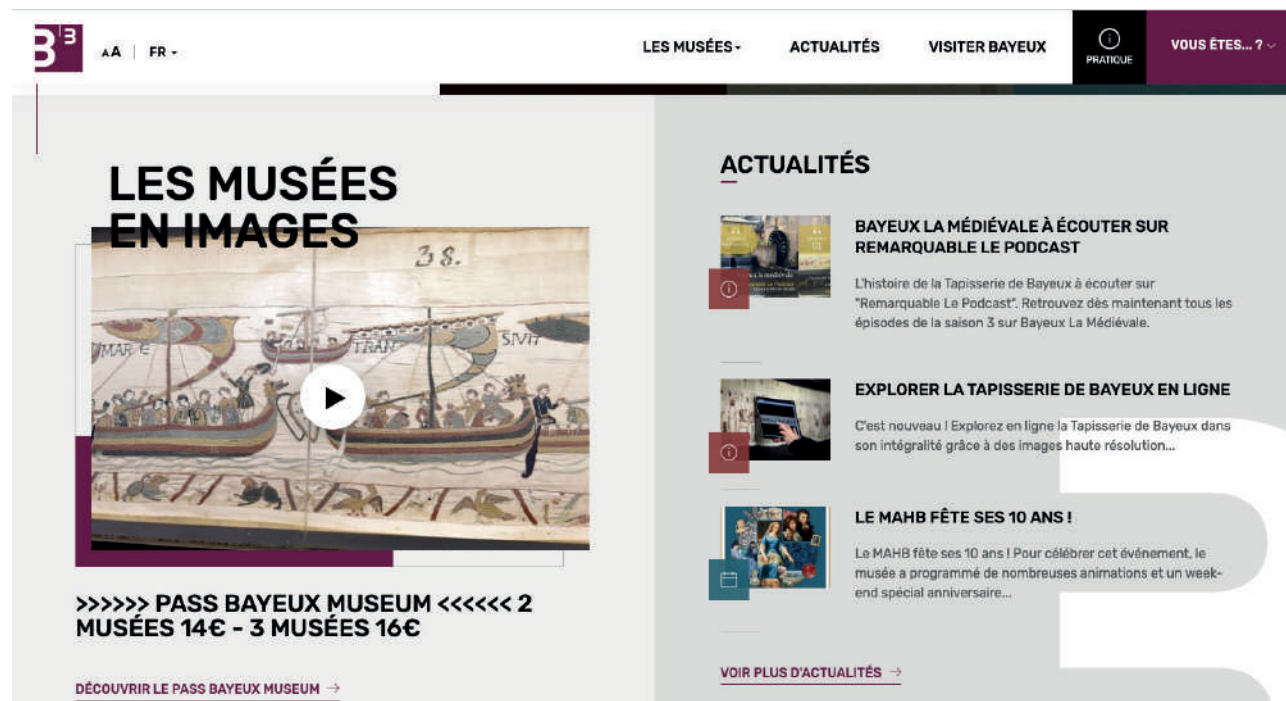 AA | FR
LES MUSÉES
ACTUALITÉS
VISITER BAYEUX
PRATIQUE
VOUS ÊTES... ?
LES MUSÉES
EN IMAGES
38.
MARE
TRAN
SIVIT
>>>>>> PASS BAYEUX MUSEUM <<<<<< 2
MUSÉES 14€ - 3 MUSÉES 16€
DÉCOUVRIR LE PASS BAYEUX MUSEUM →
ACTUALITÉS
BAYEUX LA MÉDIÉVALE À ÉCOUTER SUR
REMARQUABLE LE PODCAST
L'histoire de la Tapisserie de Bayeux à écouter sur
"Remarquable Le Podcast". Retrouvez dès maintenant tous les
épisodes de la saison 3 sur Bayeux La Médiévale.
EXPLORER LA TAPISSERIE DE BAYEUX EN LIGNE
C'est nouveau ! Explorez en ligne la Tapisserie de Bayeux dans
son intégralité grâce à des images haute résolution...
LE MAHB FÊTE SES 10 ANS !
Le MAHB fête ses 10 ans ! Pour célébrer cet événement, le
musée a programmé de nombreuses animations et un week-
end spécial anniversaire...
VOIR PLUS D'ACTUALITÉS →